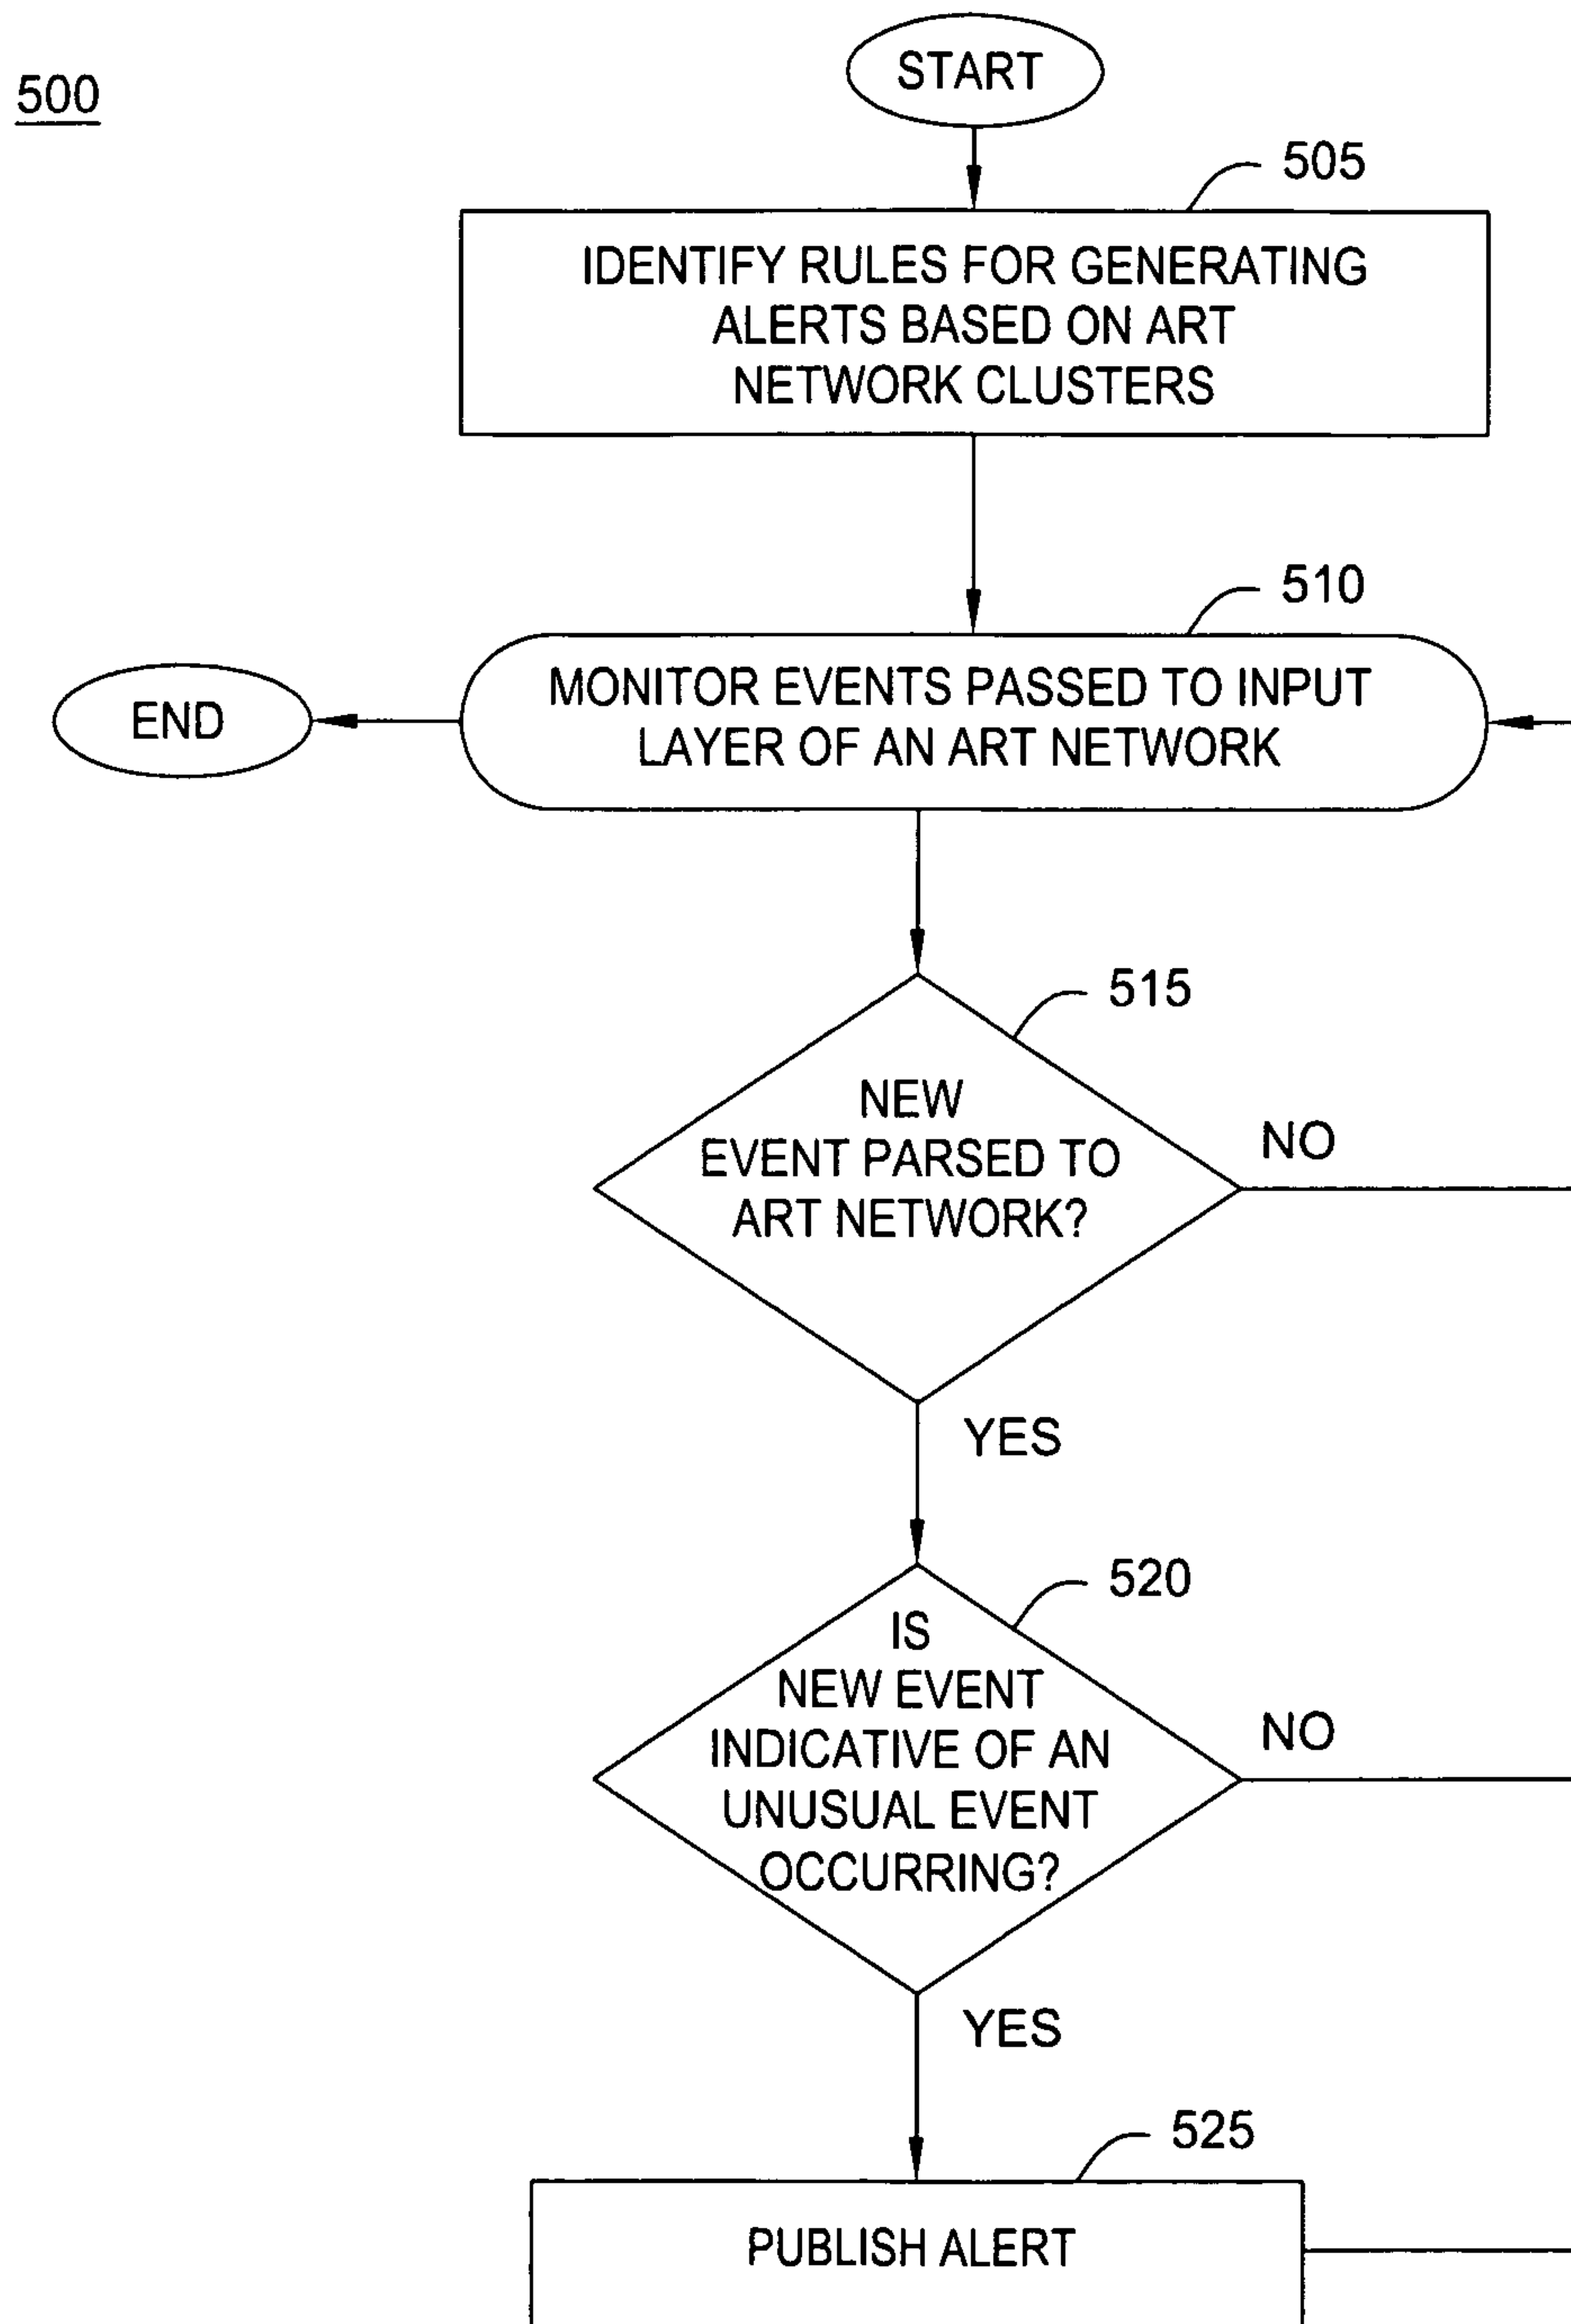 500
START
505
IDENTIFY RULES FOR GENERATING
ALERTS BASED ON ART
NETWORK CLUSTERS
510
MONITOR EVENTS PASSED TO INPUT
LAYER OF AN ART NETWORK
END
515
NEW
EVENT PARSED TO
ART NETWORK?
NO
YES
520
IS
NEW EVENT
INDICATIVE OF AN
UNUSUAL EVENT
OCCURRING?
NO
YES
525
PUBLISH ALERT